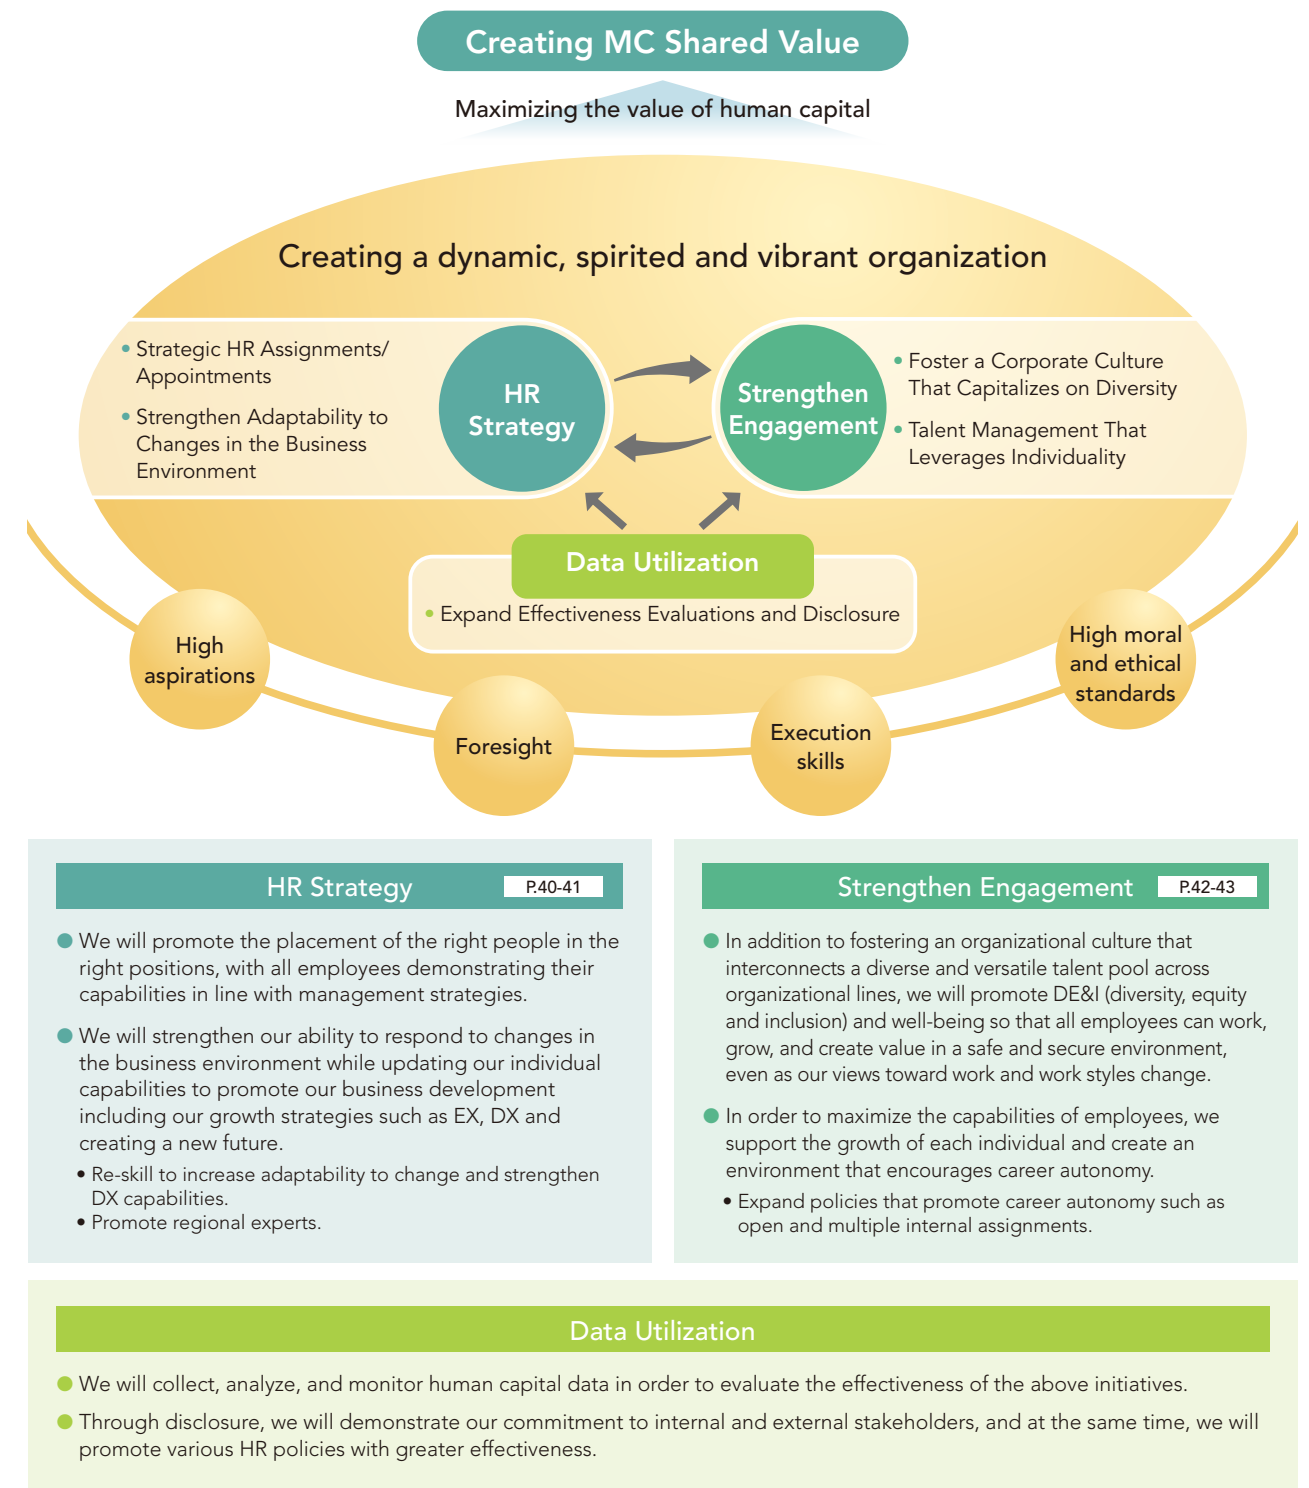 Creating MC Shared Value
Maximizing the value of human capital
Creating a dynamic, spirited and vibrant organization
• Strategic HR Assignments/
Appointments
• Strengthen Adaptability to
Changes in the Business
Environment
HR
Strategy
Strengthen
Engagement
• Foster a Corporate Culture
That Capitalizes on Diversity
• Talent Management That
Leverages Individuality
Data Utilization
• Expand Effectiveness Evaluations and Disclosure
High
aspirations
Foresight
Execution
skills
High moral
and ethical
standards
HR Strategy P.40-41
● We will promote the placement of the right people in the
right positions, with all employees demonstrating their
capabilities in line with management strategies.
● We will strengthen our ability to respond to changes in
the business environment while updating our individual
capabilities to promote our business development
including our growth strategies such as EX, DX and
creating a new future.
• Re-skill to increase adaptability to change and strengthen
DX capabilities.
• Promote regional experts.
Strengthen Engagement P.42-43
● In addition to fostering an organizational culture that
interconnects a diverse and versatile talent pool across
organizational lines, we will promote DE&I (diversity, equity
and inclusion) and well-being so that all employees can work,
grow, and create value in a safe and secure environment,
even as our views toward work and work styles change.
● In order to maximize the capabilities of employees, we
support the growth of each individual and create an
environment that encourages career autonomy.
• Expand policies that promote career autonomy such as
open and multiple internal assignments.
Data Utilization
● We will collect, analyze, and monitor human capital data in order to evaluate the effectiveness of the above initiatives.
● Through disclosure, we will demonstrate our commitment to internal and external stakeholders, and at the same time, we will
promote various HR policies with greater effectiveness.